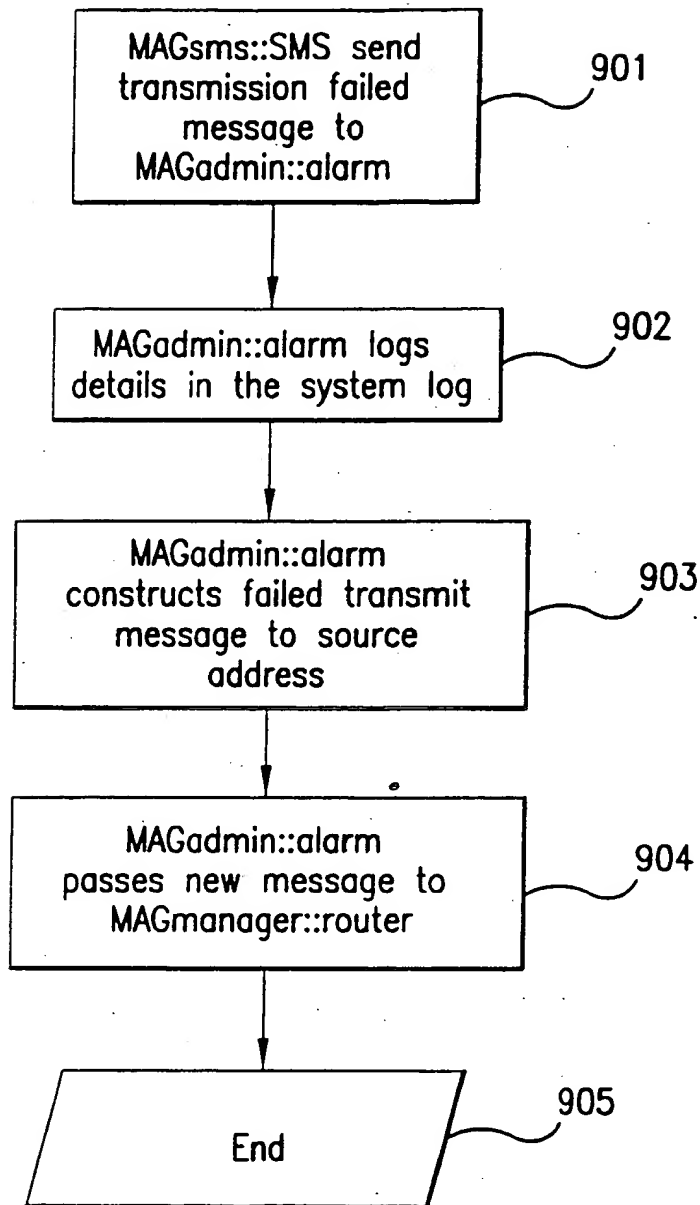 MAGsms::SMS send
transmission failed
message to
MAGadmin::alarm
901
MAGadmin::alarm logs
details in the system log
902
MAGadmin::alarm
constructs failed transmit
message to source
address
903
MAGadmin::alarm
passes new message to
MAGmanager::router
904
End
905